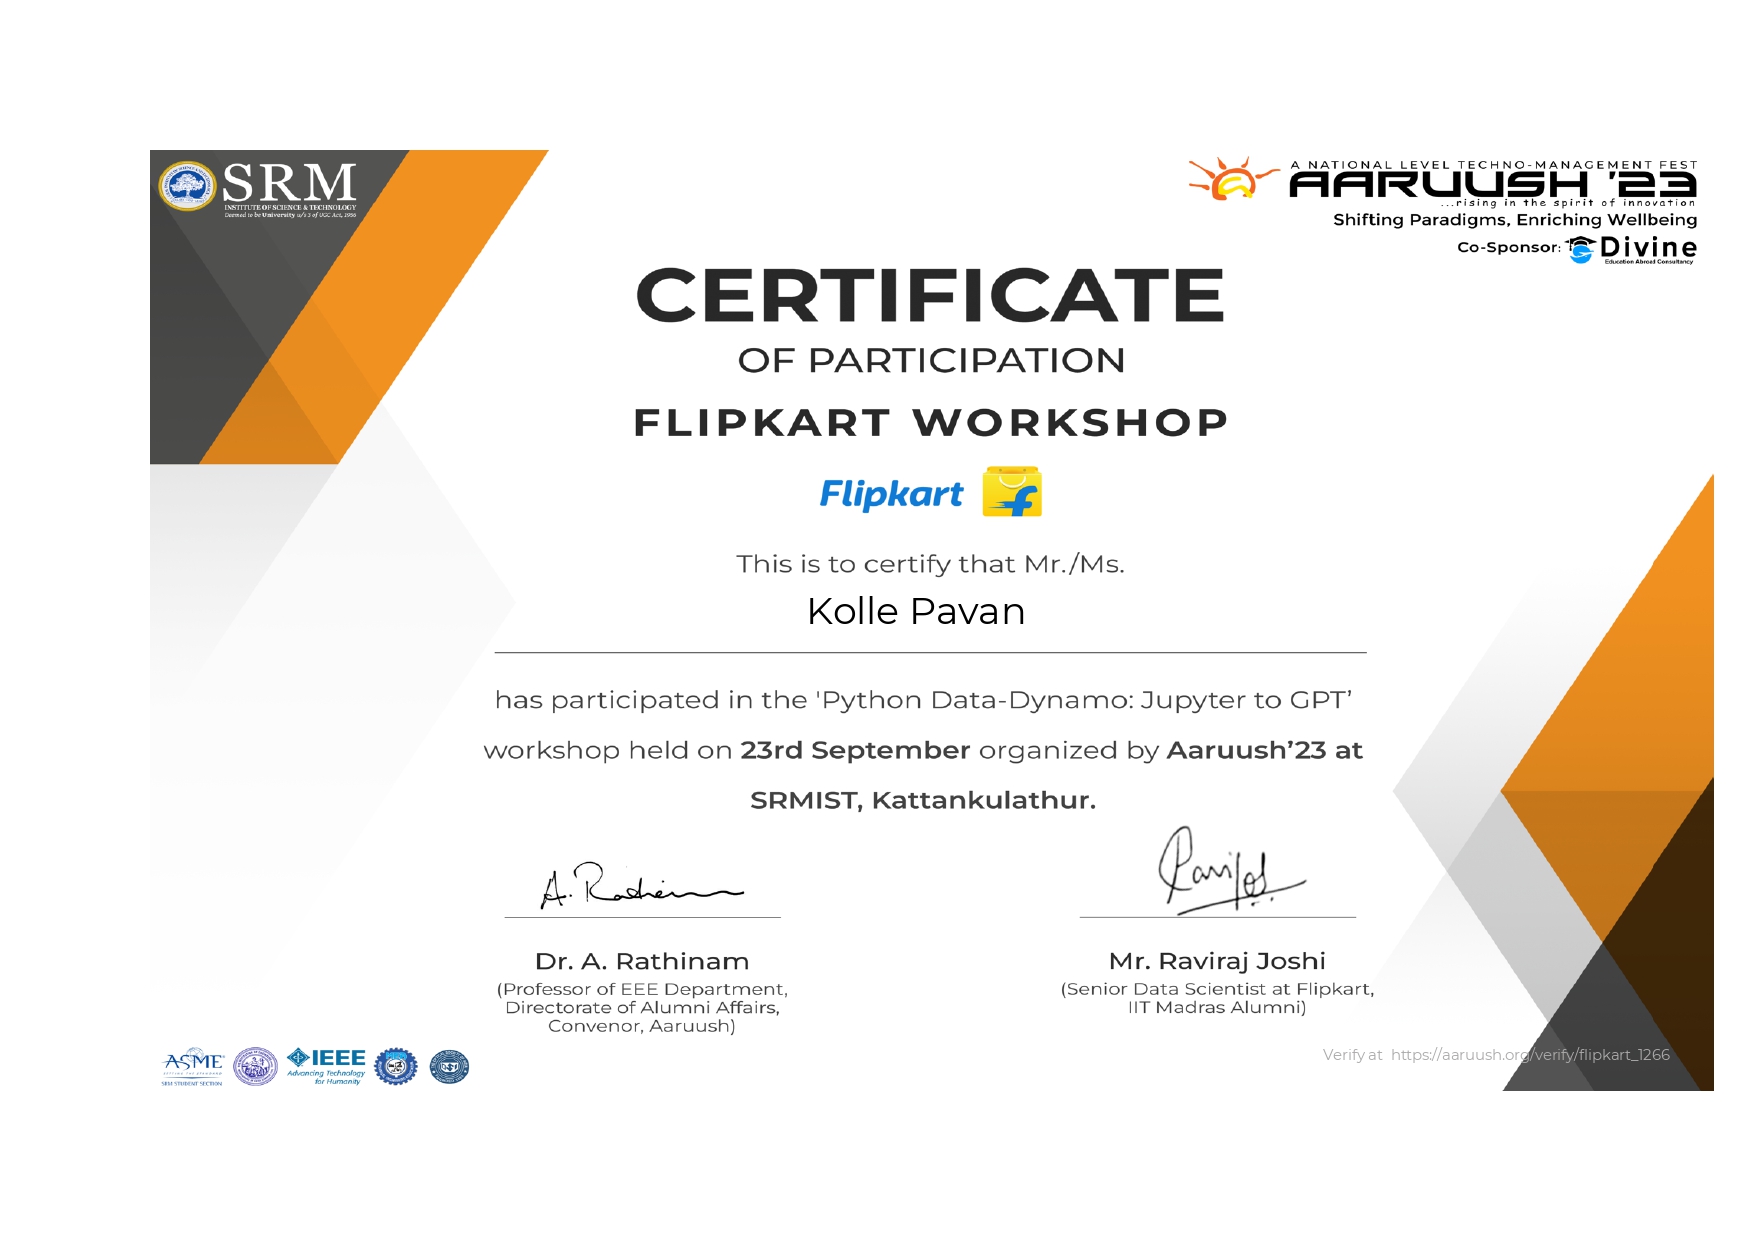 SRM
INSTITUTE OF SCIENCE & TECHNOLOGY
Deemed to be University u/s 3 of UGC Act, 1956
A NATIONAL LEVEL TECHNO-MANAGEMENT FEST
AARUUSH '23
...rising in the spirit of innovation
Shifting Paradigms, Enriching Wellbeing
Co-Sponsor: Divine
Education Abroad Consultancy
CERTIFICATE
OF PARTICIPATION
FLIPKART WORKSHOP
Flipkart
This is to certify that Mr./Ms.
Kolle Pavan
has participated in the 'Python Data-Dynamo: Jupyter to GPT’
workshop held on 23rd September organized by Aaruush’23 at
SRMIST, Kattankulathur.
A. Rathinam
Dr. A. Rathinam
(Professor of EEE Department,
Directorate of Alumni Affairs,
Convenor, Aaruush)
Mr. Raviraj Joshi
(Senior Data Scientist at Flipkart,
IIT Madras Alumni)
ASME
SRM STUDENT SECTION
IEEE
Advancing Technology
for Humanity
Verify at https://aaruush.org/verify/flipkart_1266